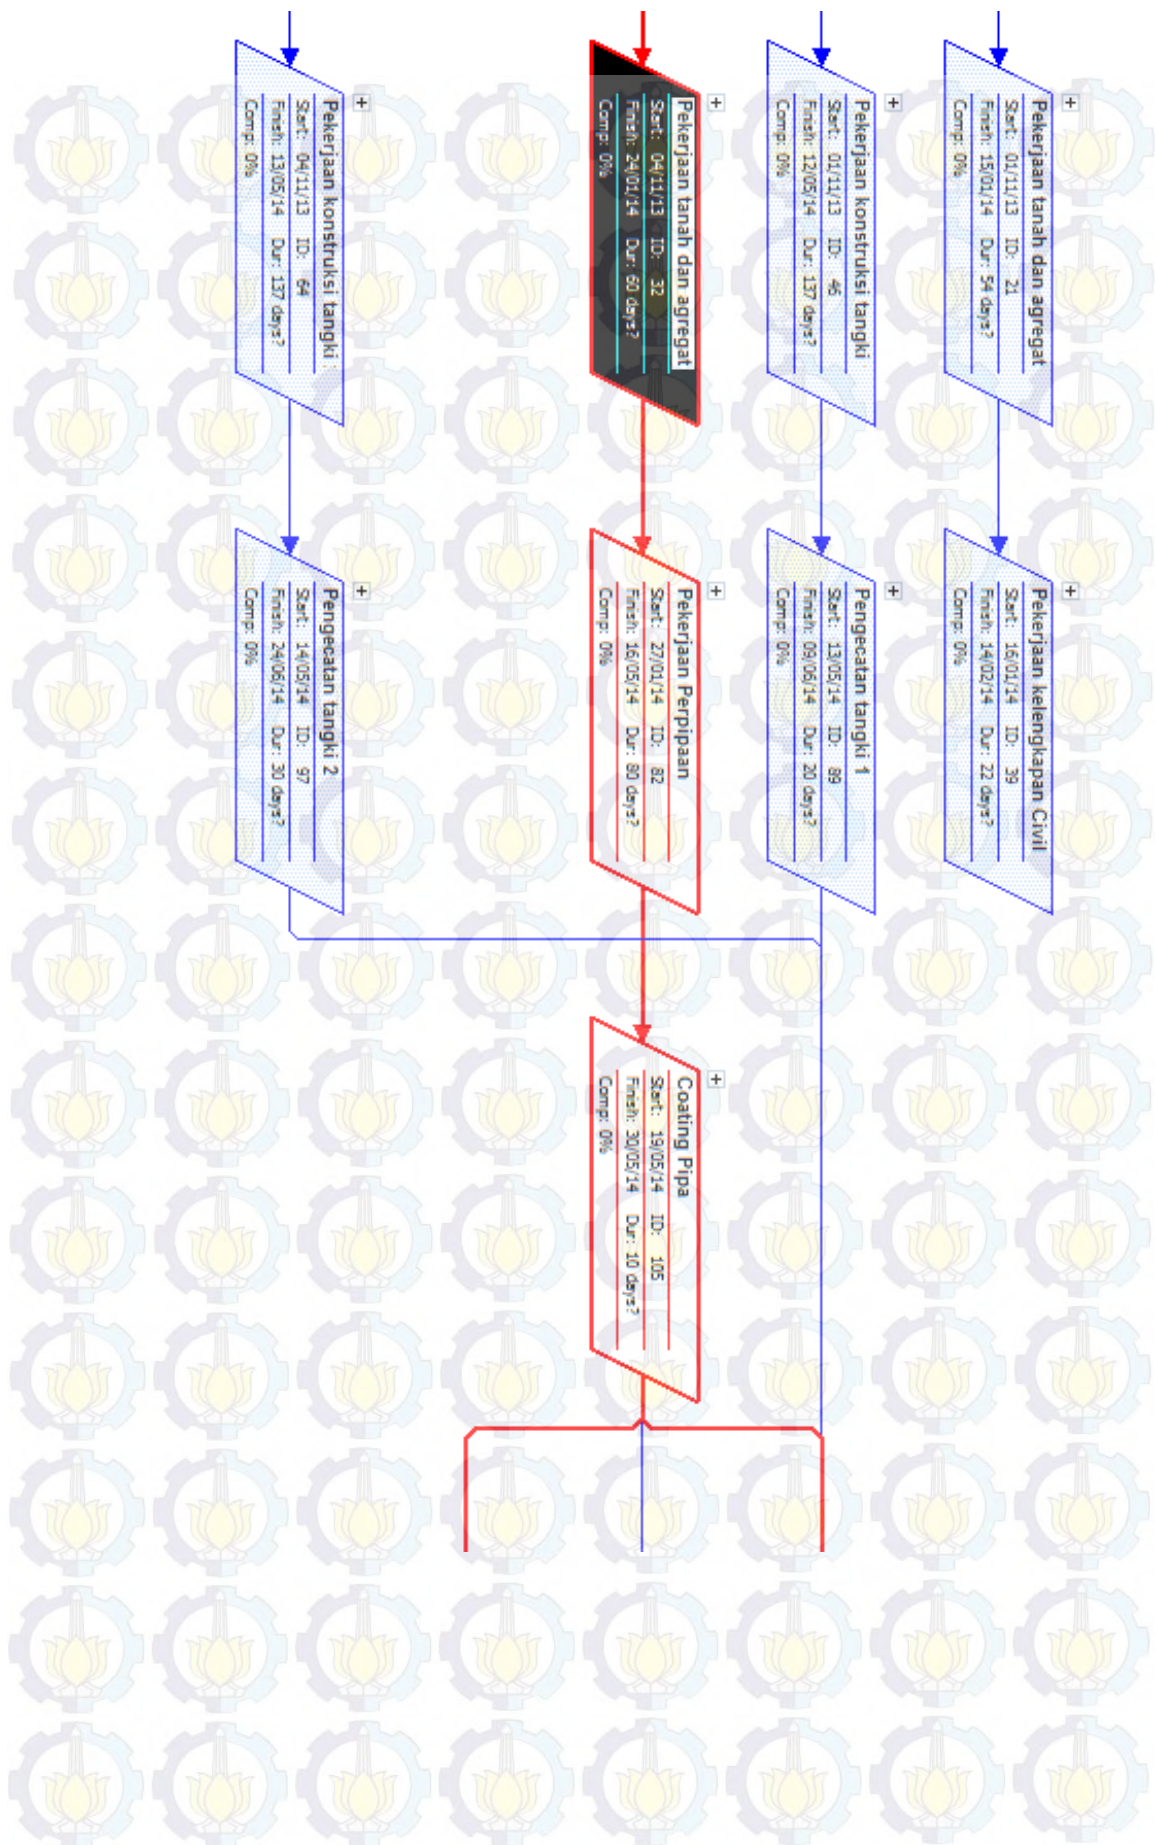 Pekerjaan tanah dan agregat
Start: 01/11/13 ID: 21
Finish: 15/01/14 Dur: 54 days?
Comp: 0%
Pekerjaan kelengkapan Civil
Start: 16/01/14 ID: 39
Finish: 14/02/14 Dur: 22 days?
Comp: 0%
Pekerjaan konstruksi tangki
Start: 01/11/13 ID: 46
Finish: 12/05/14 Dur: 137 days?
Comp: 0%
Pengecatan tangki 1
Start: 13/05/14 ID: 89
Finish: 09/06/14 Dur: 20 days?
Comp: 0%
Pekerjaan tanah dan agregat
Start: 04/11/13 ID: 32
Finish: 24/01/14 Dur: 60 days?
Comp: 0%
Pekerjaan Perpipaan
Start: 27/01/14 ID: 82
Finish: 16/05/14 Dur: 80 days?
Comp: 0%
Coating Pipa
Start: 19/05/14 ID: 105
Finish: 30/05/14 Dur: 10 days?
Comp: 0%
Pekerjaan konstruksi tangki
Start: 04/11/13 ID: 64
Finish: 13/05/14 Dur: 137 days?
Comp: 0%
Pengecatan tangki 2
Start: 14/05/14 ID: 97
Finish: 24/06/14 Dur: 30 days?
Comp: 0%